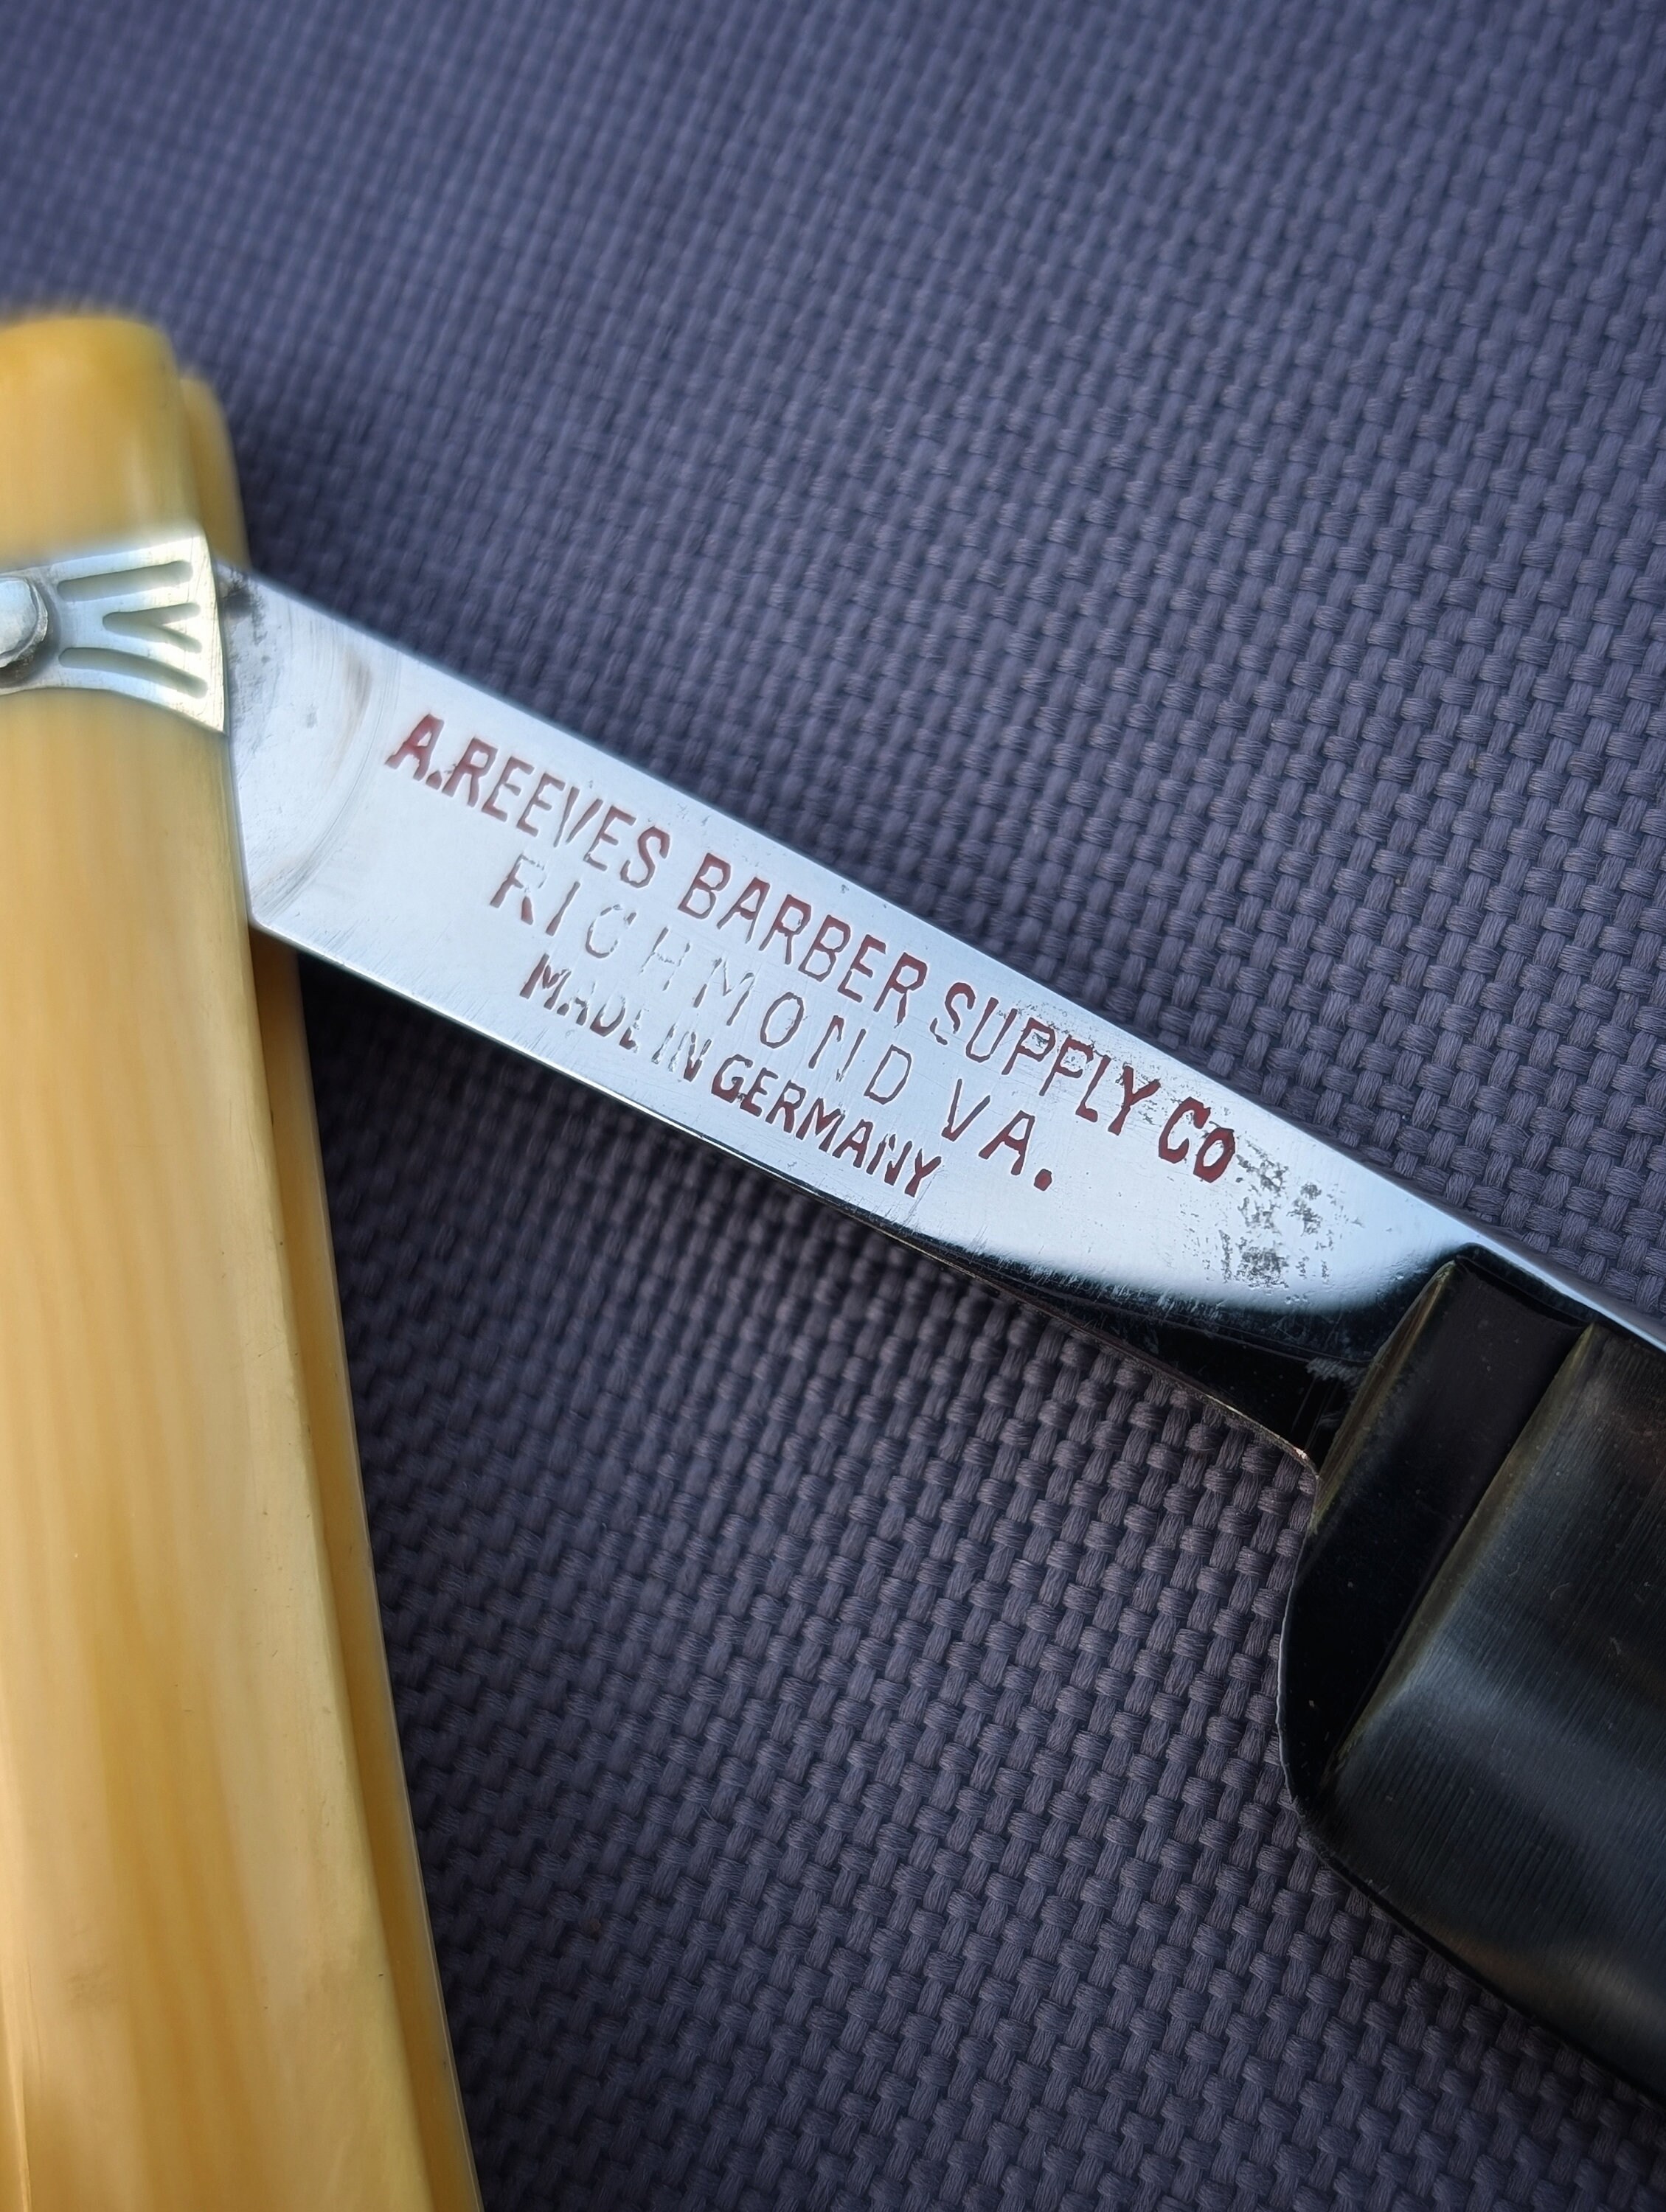 A.REEVES BARBER SUPPLY CO
RICHMOND VA.
MADE IN GERMANY